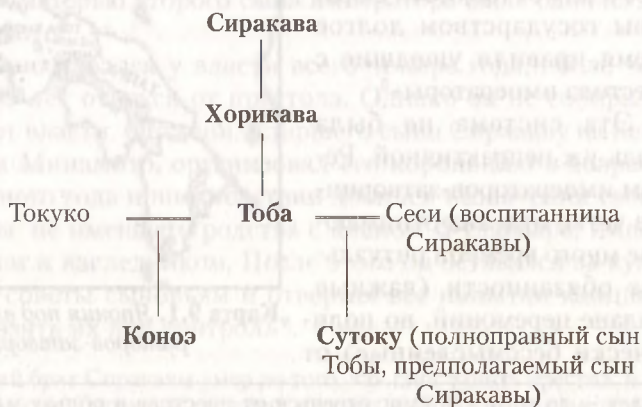 Сиракава
Хорикава
Токуко
Тоба
Сеси (воспитанница
Сиракавы)
Коноэ
Сутоку (полноправный сын
Тобы, предполагаемый сын
Сиракавы)